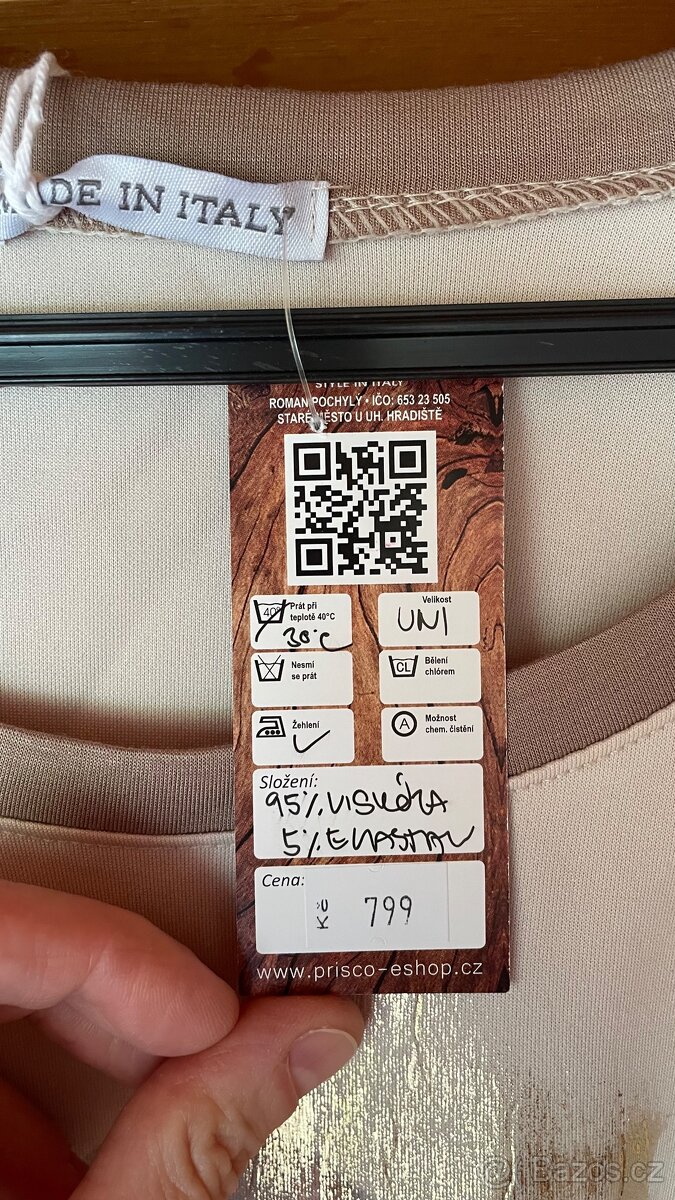 MADE IN ITALY
STYLE IN ITALY
ROMAN POCHYLÝ • IČO: 653 23 505
STARÉ MĚSTO U UH. HRADIŠTĚ
40° Prát při
teplotě 40°C
30°C
Velikost
UNI
Nesmí
se prát
CL Bělení
chlórem
Žehlení
A Možnost
chem. čistění
Složení:
95% VISKÓZA
5% ELASTAN
Cena:
Kč 799
www.prisco-eshop.cz
Bazos.cz